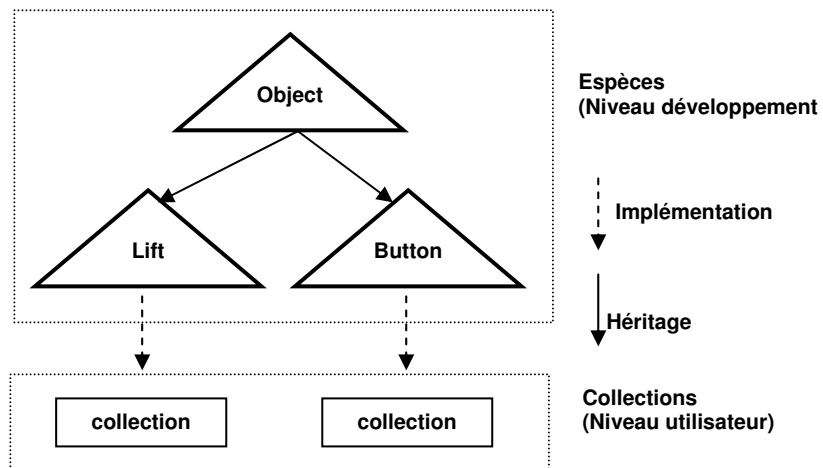 Object
Espèces
(Niveau développement
Implémentation
Lift
Button
Héritage
Collections
(Niveau utilisateur)
collection
collection